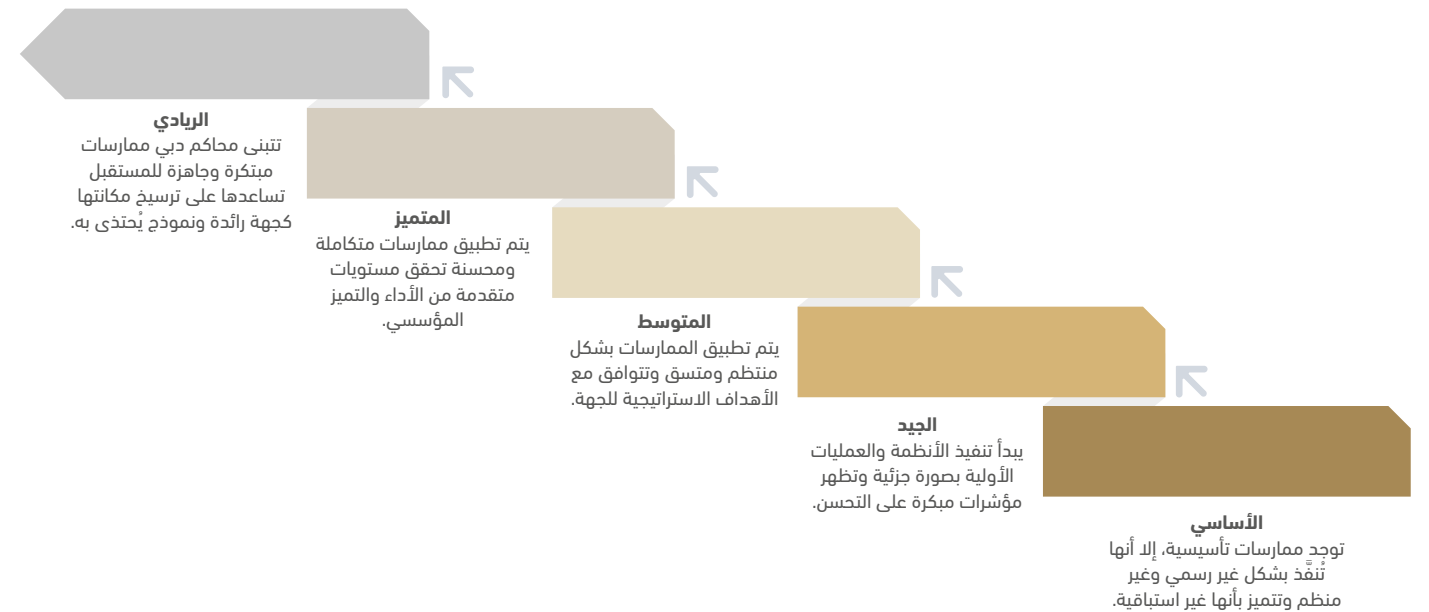 الريادي
تتبنى محاكم دبي ممارسات
مبتكرة وجاهزة للمستقبل
تساعدها على ترسيخ مكانتها
كجهة رائدة ونموذج يُحتذى به.
المتميز
يتم تطبيق ممارسات متكاملة
ومحسنة تحقق مستويات
متقدمة من الأداء والتميز
المؤسسي.
المتوسط
يتم تطبيق الممارسات بشكل
منتظم ومتسق وتتوافق مع
الأهداف الاستراتيجية للجهة.
الجيد
يبدأ تنفيذ الأنظمة والعمليات
الأولية بصورة جزئية وتظهر
مؤشرات مبكرة على التحسن.
الأساسي
توجد ممارسات تأسيسية، إلا أنها
تُنفَّذ بشكل غير رسمي وغير
منظم وتتميز بأنها غير استباقية.